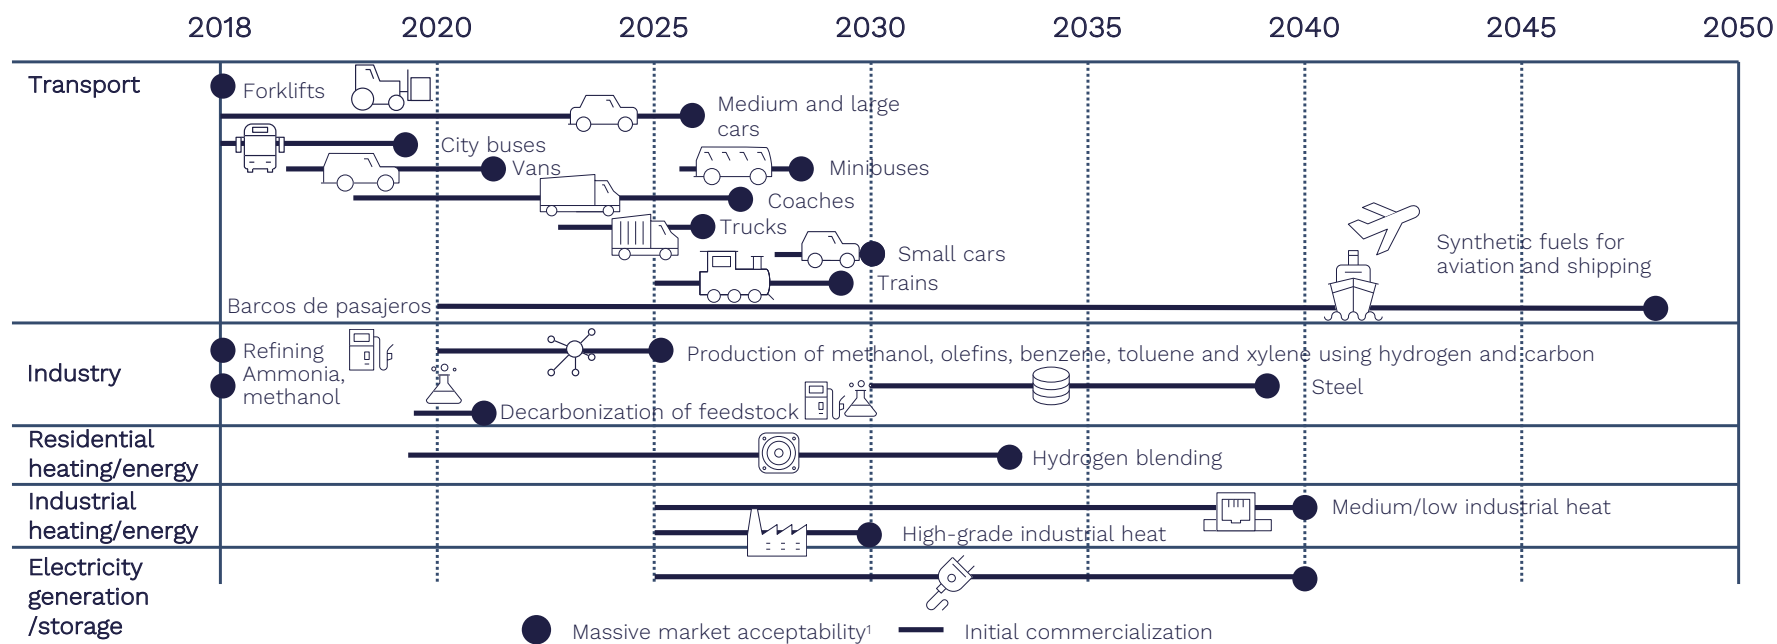 2018 2020 2025 2030 2035 2040 2045 2050
Transport
Forklifts
Medium and large
cars
City buses
Vans
Minibuses
Coaches
Trucks
Small cars
Synthetic fuels for
aviation and shipping
Trains
Barcos de pasajeros
Industry
Refining
Ammonia,
methanol
Production of methanol, olefins, benzene, toluene and xylene using hydrogen and carbon
Steel
Decarbonization of feedstock
Residential
heating/energy
Hydrogen blending
Industrial
heating/energy
Medium/low industrial heat
High-grade industrial heat
Electricity
generation
/storage
Massive market acceptability¹ Initial commercialization